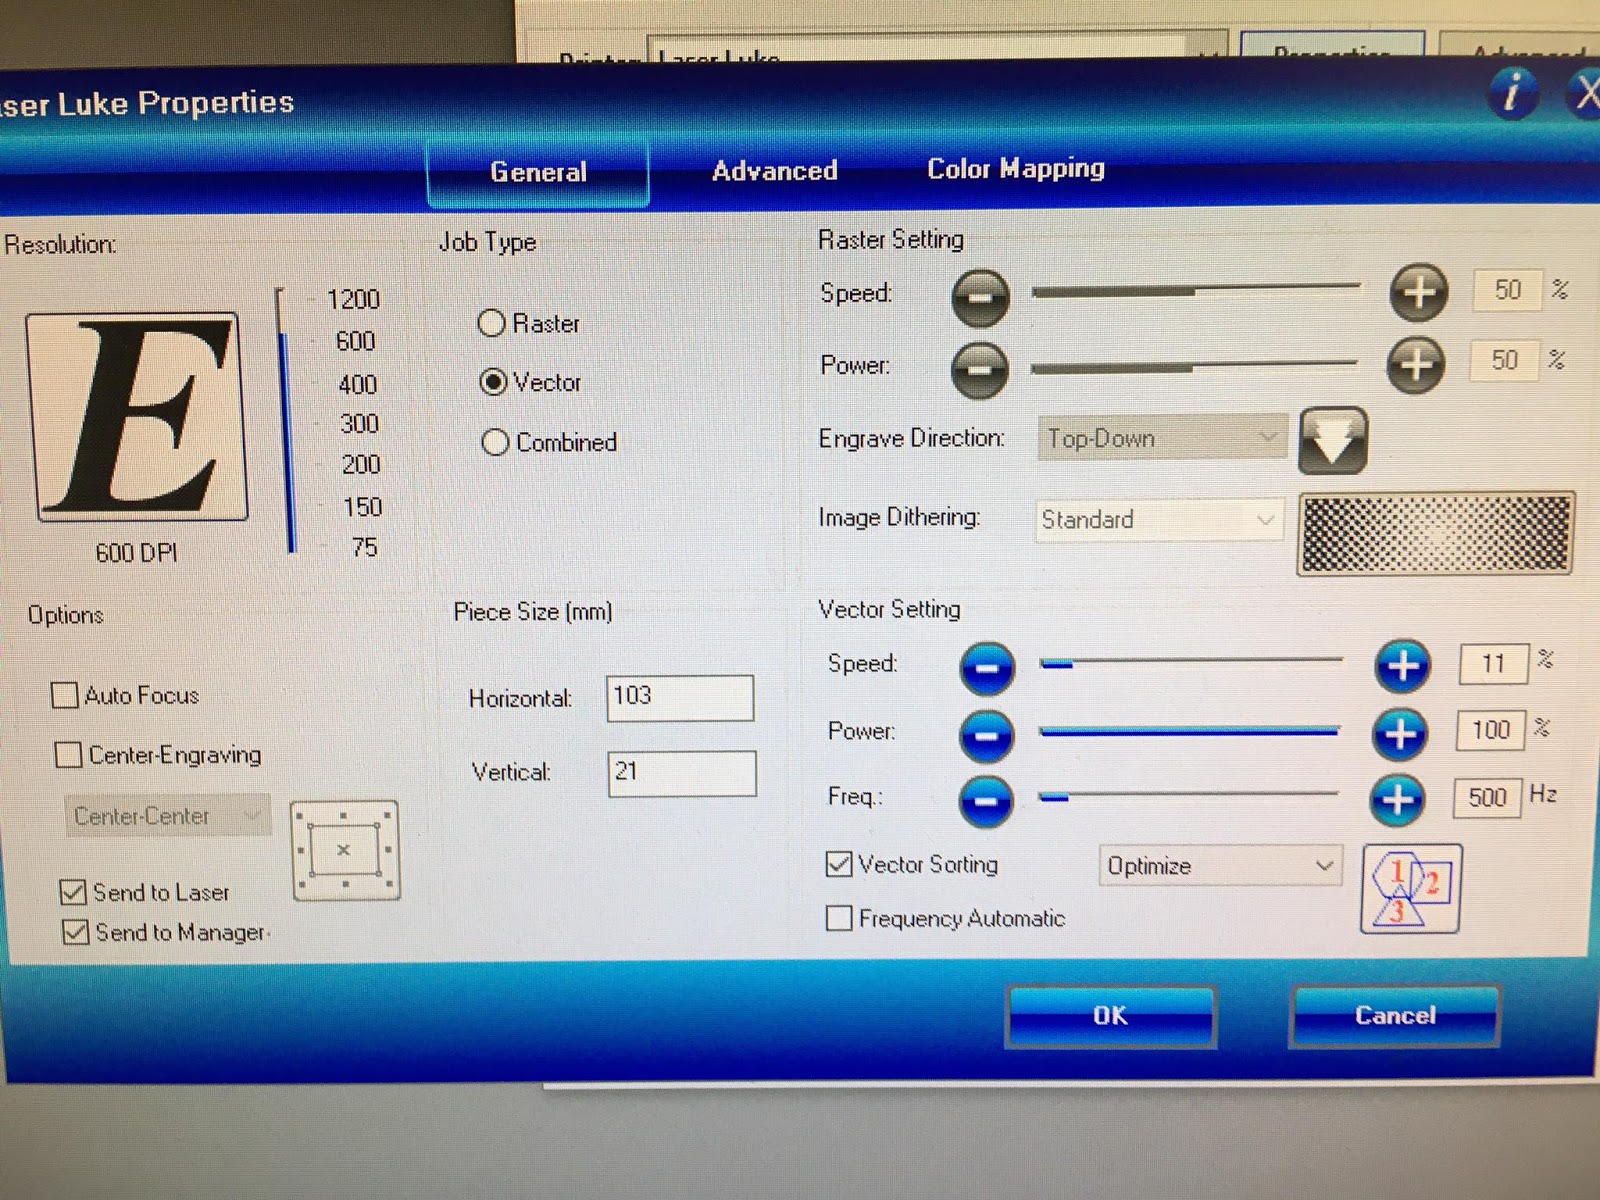 Laser Luke
ser Luke Properties
General
Advanced
Color Mapping
Resolution:
1200
600
400
300
200
150
75
E
600 DPI
Job Type
Raster
Vector
Combined
Raster Setting
Speed:
50 %
Power:
50 %
Engrave Direction:
Top-Down
Image Dithering:
Standard
Options
Auto Focus
Center-Engraving
Center-Center
Send to Laser
Send to Manager
Piece Size (mm)
Horizontal: 103
Vertical: 21
Vector Setting
Speed:
11 %
Power:
100 %
Freq.:
500 Hz
Vector Sorting
Optimize
1
2
3
Frequency Automatic
OK
Cancel